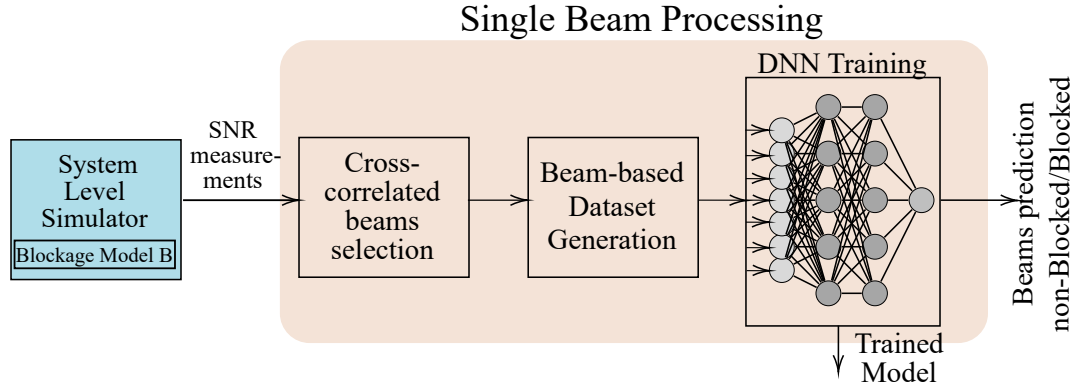 Single Beam Processing
System
Level
Simulator
Blockage Model B
SNR
measure-
ments
Cross-
correlated
beams
selection
Beam-based
Dataset
Generation
DNN Training
Trained
Model
Beams prediction
non-Blocked/Blocked